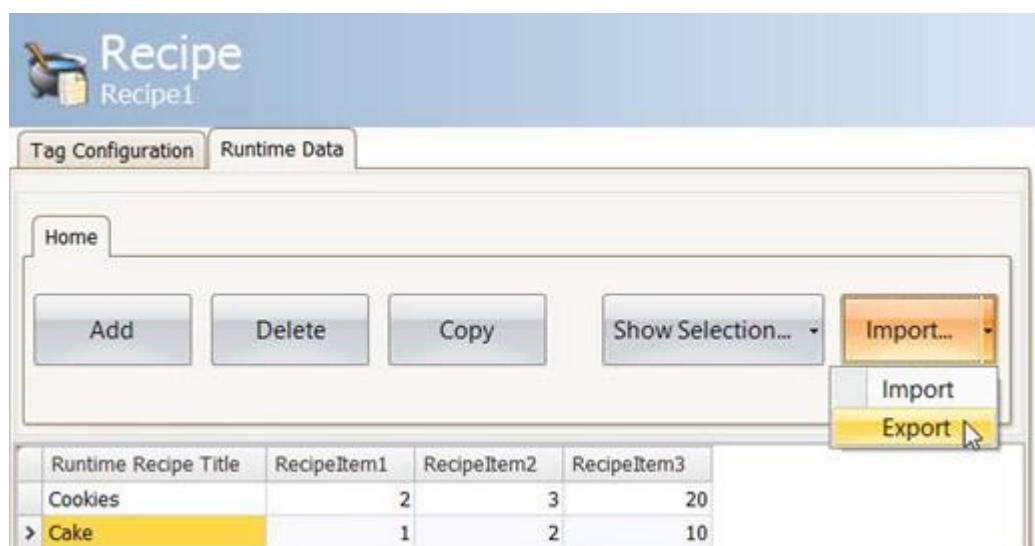 Recipe
Recipe1
Tag Configuration Runtime Data
Home
Add Delete Copy Show Selection... Import...
Import
Export
Runtime Recipe Title RecipeItem1 RecipeItem2 RecipeItem3
Cookies 2 3 20
> Cake 1 2 10